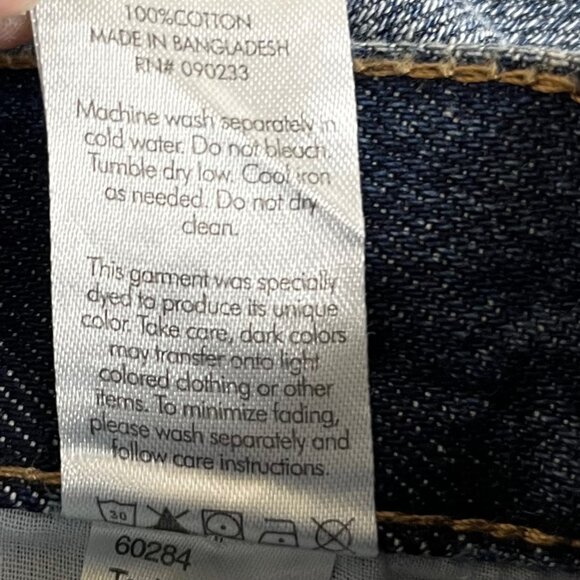 100%COTTON
MADE IN BANGLADESH
RN# 090233
Machine wash separately in
cold water. Do not bleach.
Tumble dry low. Cool iron
as needed. Do not dry
clean.
This garment was specially
dyed to produce its unique
color. Take care, dark colors
may transfer onto light
colored clothing or other
items. To minimize fading,
please wash separately and
follow care instructions.
30
60284